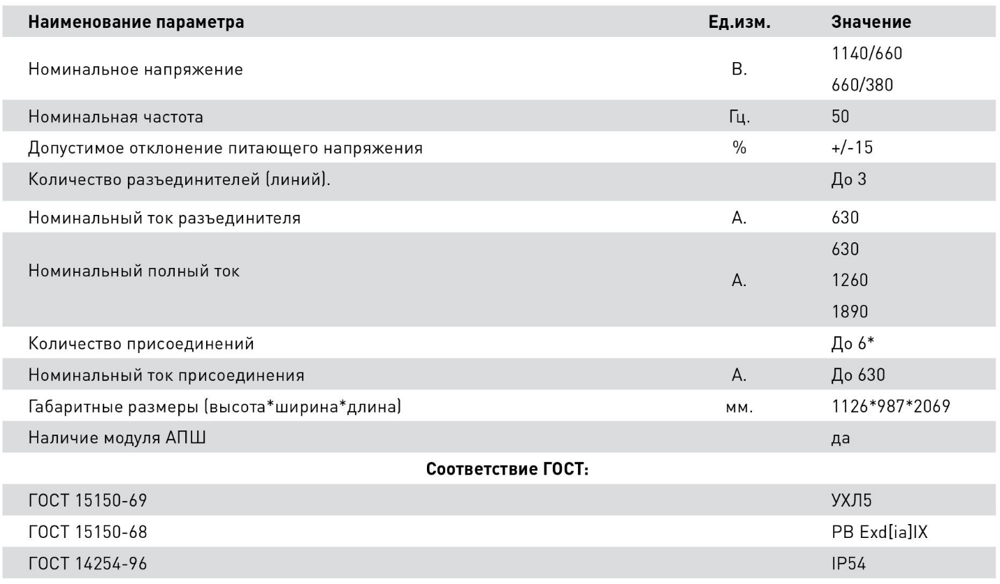 Наименование параметра Ед.изм. Значение
Номинальное напряжение В. 1140/660
660/380
Номинальная частота Гц. 50
Допустимое отклонение питающего напряжения % +/-15
Количество разъединителей (линий). До 3
Номинальный ток разъединителя А. 630
Номинальный полный ток А. 630
1260
1890
Количество присоединений До 6*
Номинальный ток присоединения А. До 630
Габаритные размеры (высота*ширина*длина) мм. 1126*987*2069
Наличие модуля АПШ да
Соответствие ГОСТ:
ГОСТ 15150-69 УХЛ5
ГОСТ 15150-68 РВ Exd[ia]IX
ГОСТ 14254-96 IP54